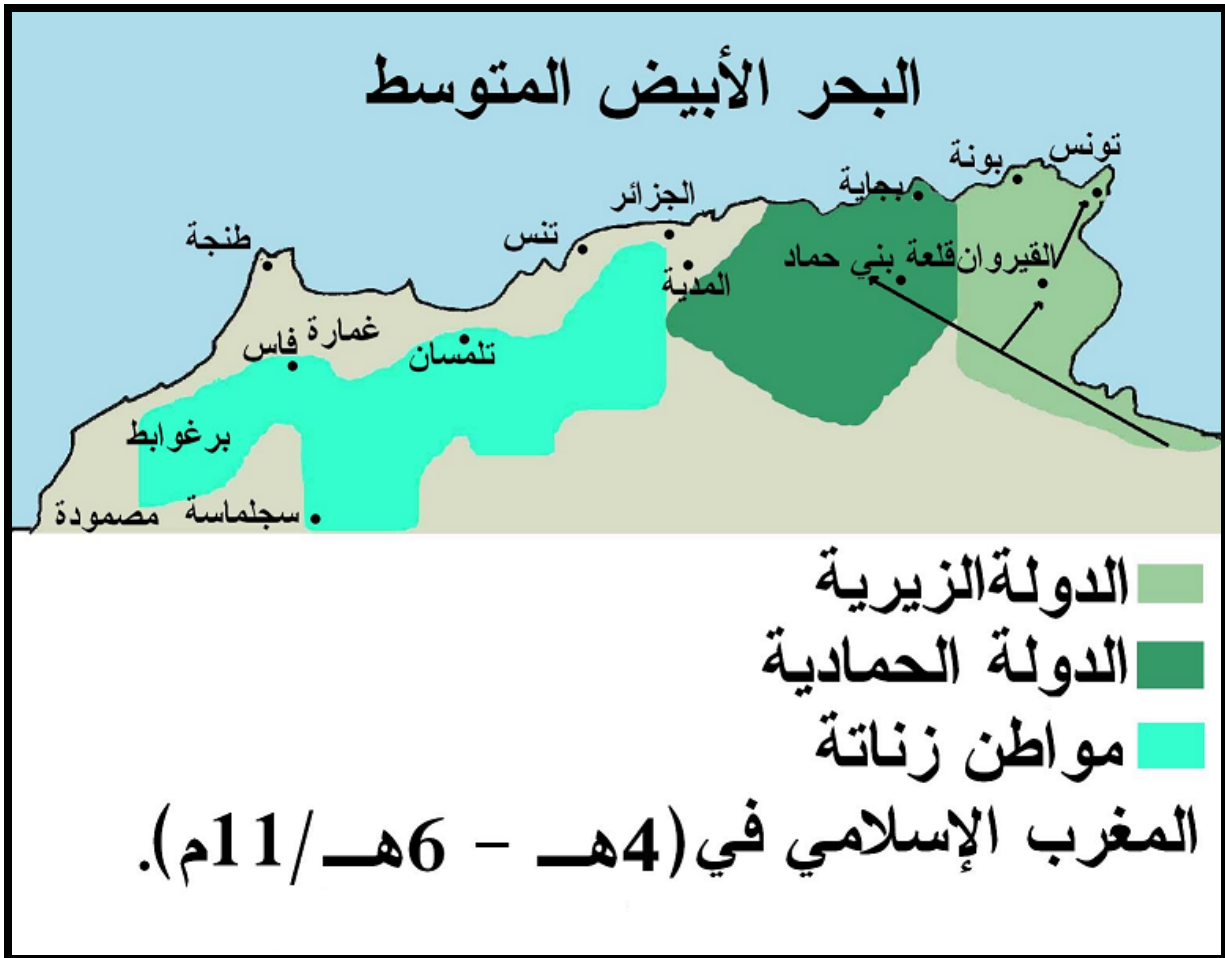 البحر الأبيض المتوسط
تونس
بونة
بجاية
الجزائر
تنس
طنجة
القيروان
قلعة بني حماد
المدية
غمارة
فاس
تلمسان
برغوابط
سجلماسة
مصمودة
الدولةالزيرية
الدولة الحمادية
مواطن زناتة
المغرب الإسلامي في (4هـ - 6هـ/11م).